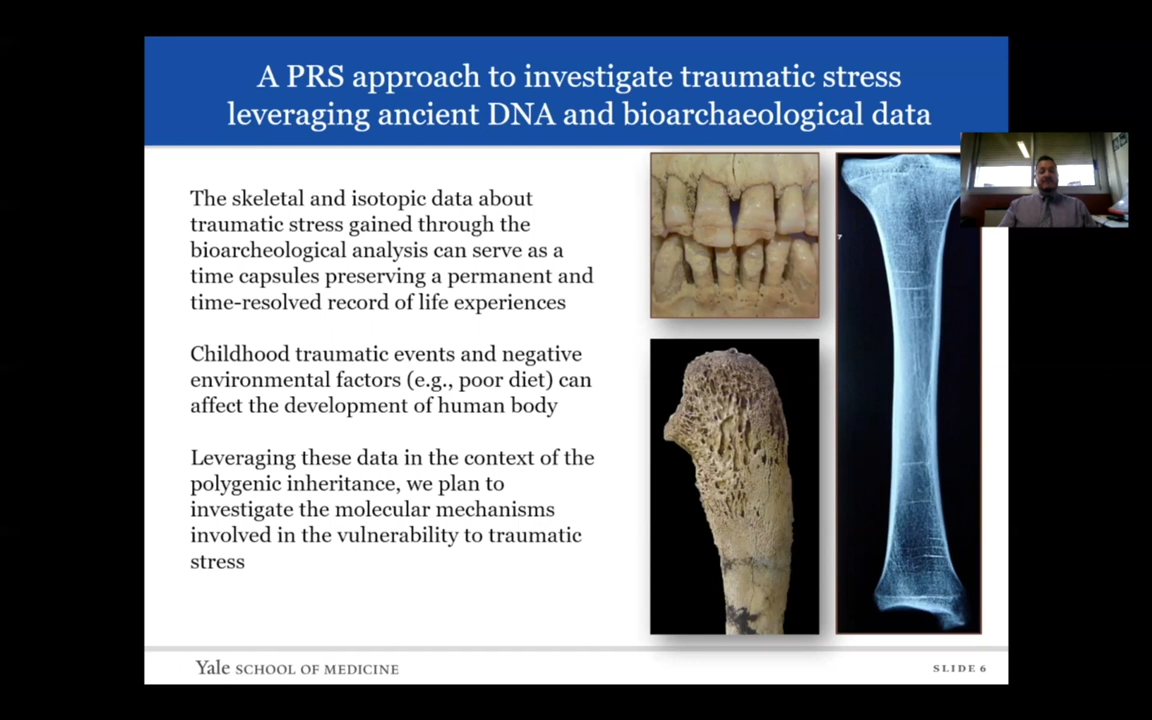 A PRS approach to investigate traumatic stress
leveraging ancient DNA and bioarchaeological data
The skeletal and isotopic data about
traumatic stress gained through the
bioarcheological analysis can serve as a
time capsules preserving a permanent and
time-resolved record of life experiences
Childhood traumatic events and negative
environmental factors (e.g., poor diet) can
affect the development of human body
Leveraging these data in the context of the
polygenic inheritance, we plan to
investigate the molecular mechanisms
involved in the vulnerability to traumatic
stress
Yale SCHOOL OF MEDICINE
SLIDE 6